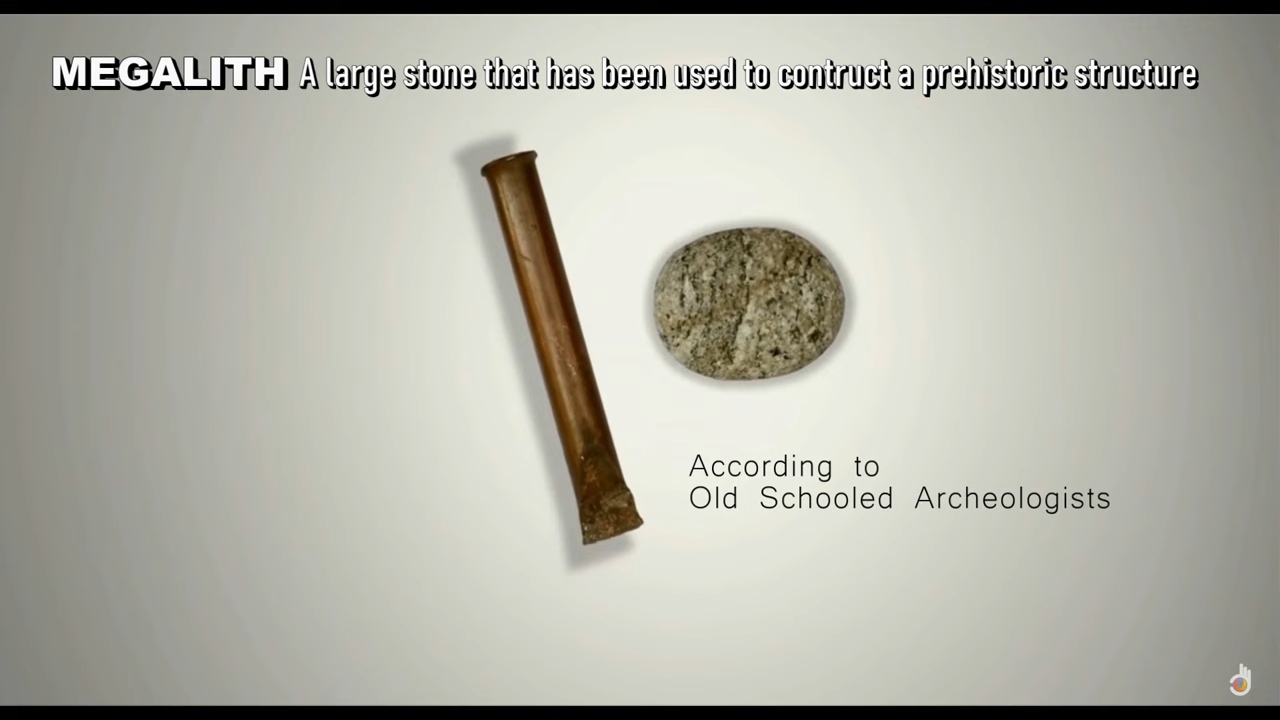 MEGALITH A large stone that has been used to contruct a prehistoric structure
According to
Old Schooled Archeologists